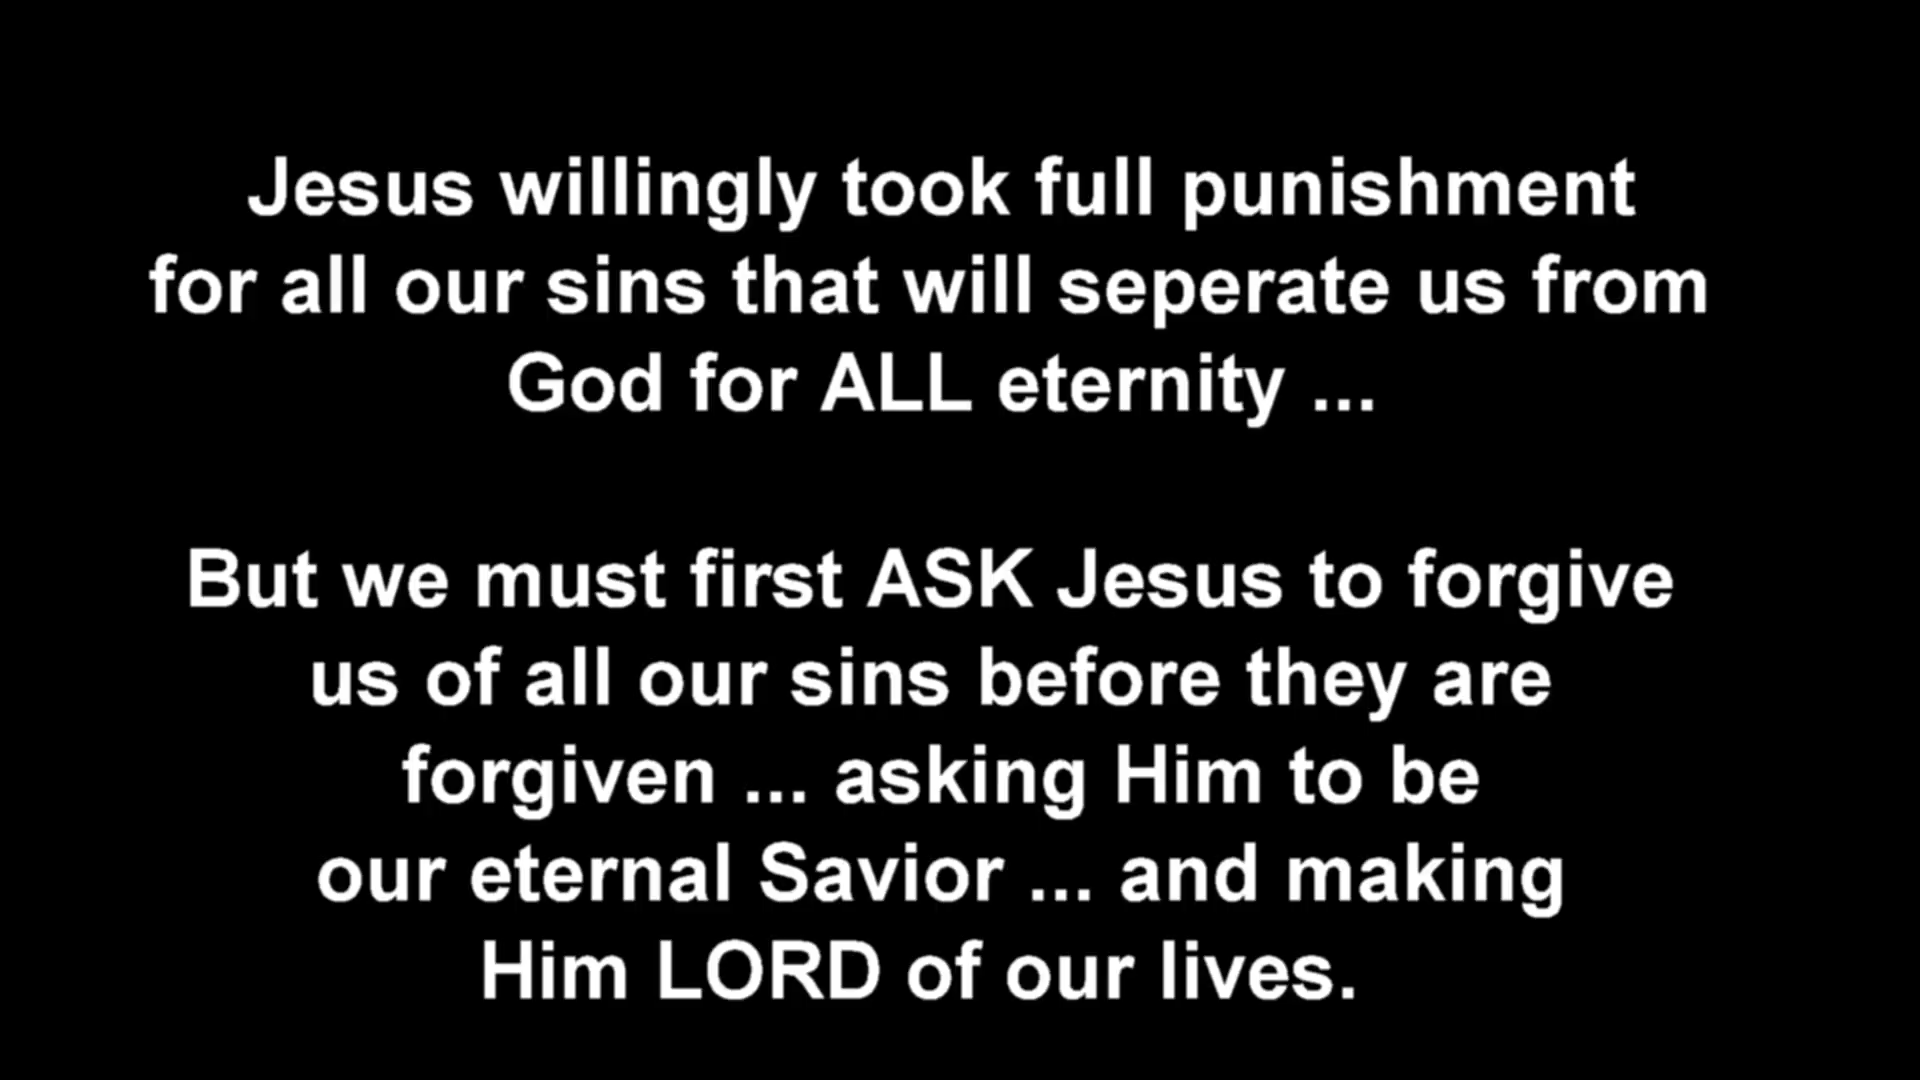 Jesus willingly took full punishment
for all our sins that will seperate us from
God for ALL eternity ...
But we must first ASK Jesus to forgive
us of all our sins before they are
forgiven ... asking Him to be
our eternal Savior ... and making
Him LORD of our lives.